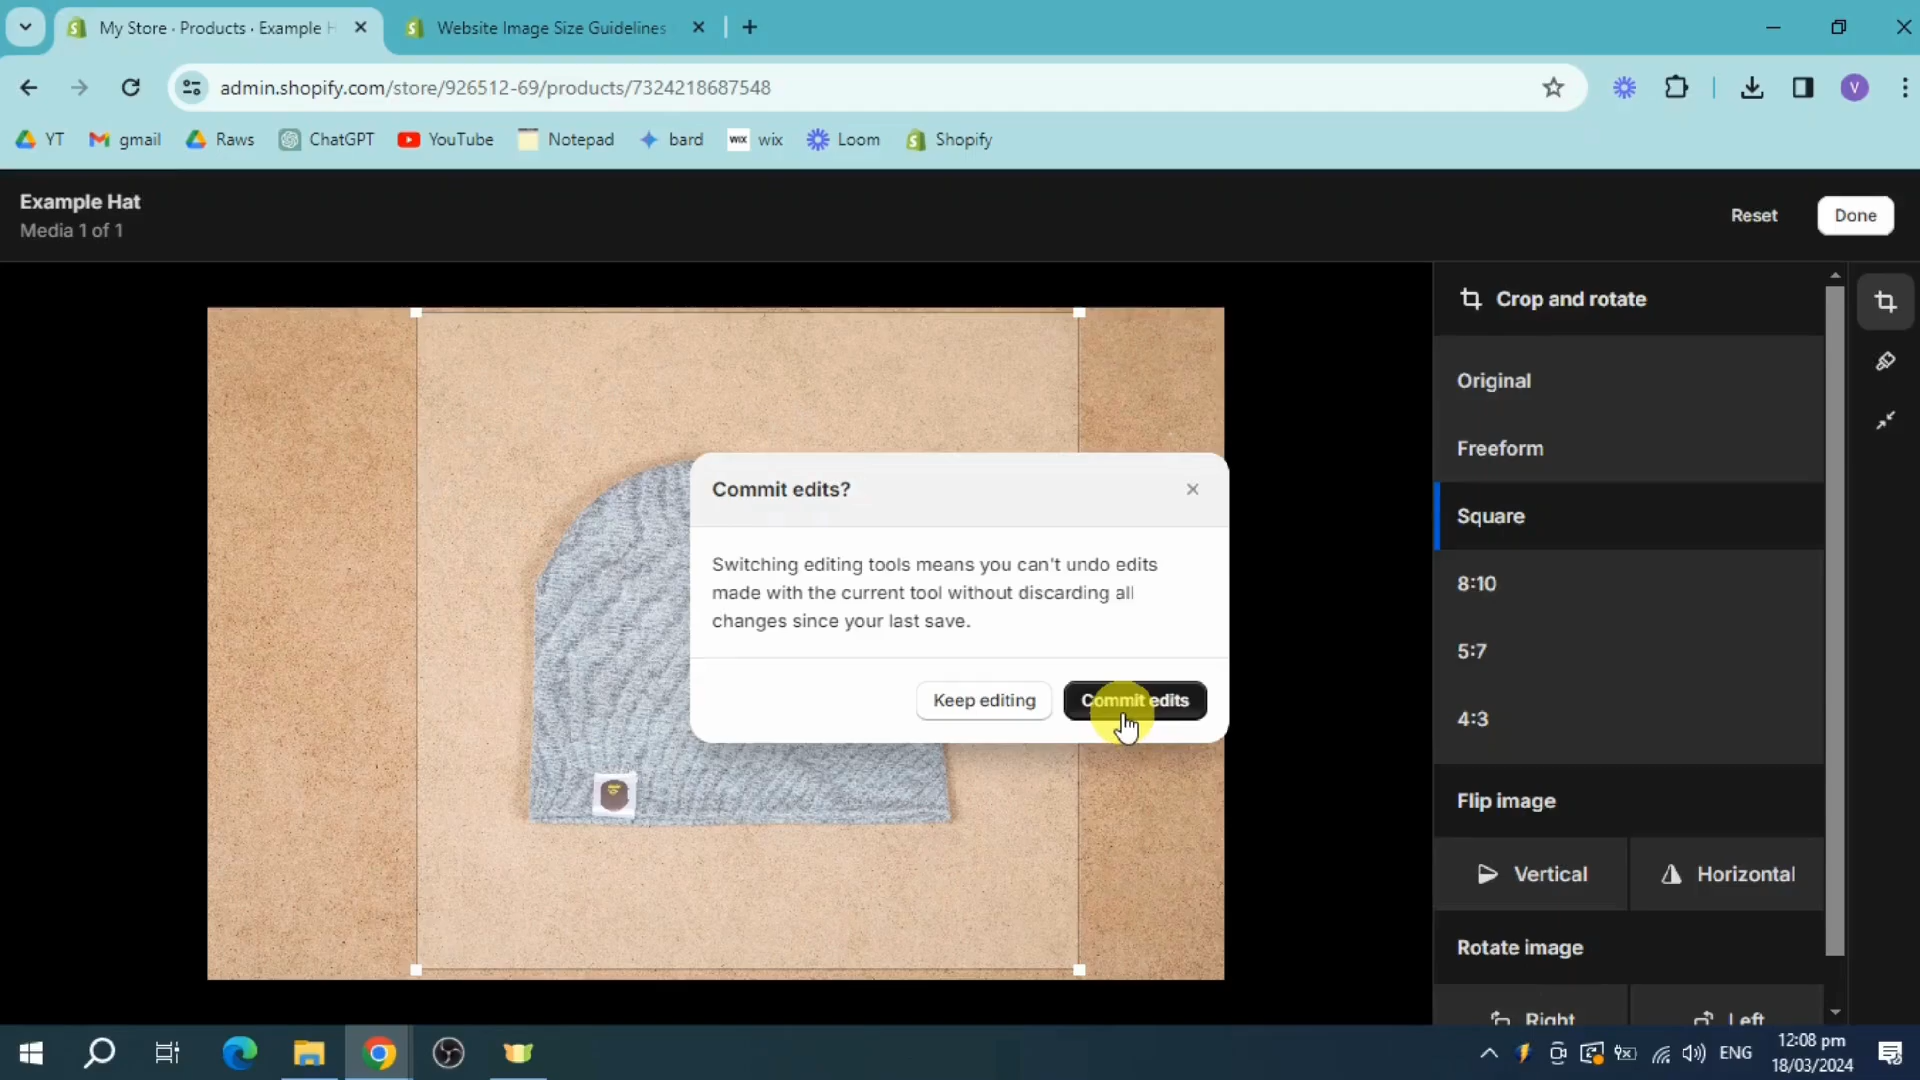 My Store · Products · Example H
Website Image Size Guidelines
admin.shopify.com/store/926512-69/products/7324218687548
V
YT
gmail
Raws
ChatGPT
YouTube
Notepad
bard
WIX wix
Loom
Shopify
Example Hat
Media 1 of 1
Reset
Done
Crop and rotate
Original
Freeform
Square
8:10
5:7
4:3
Flip image
Vertical
Horizontal
Rotate image
Right
Left
Commit edits?
Switching editing tools means you can't undo edits
made with the current tool without discarding all
changes since your last save.
Keep editing
Commit edits
ENG
12:08 pm
18/03/2024